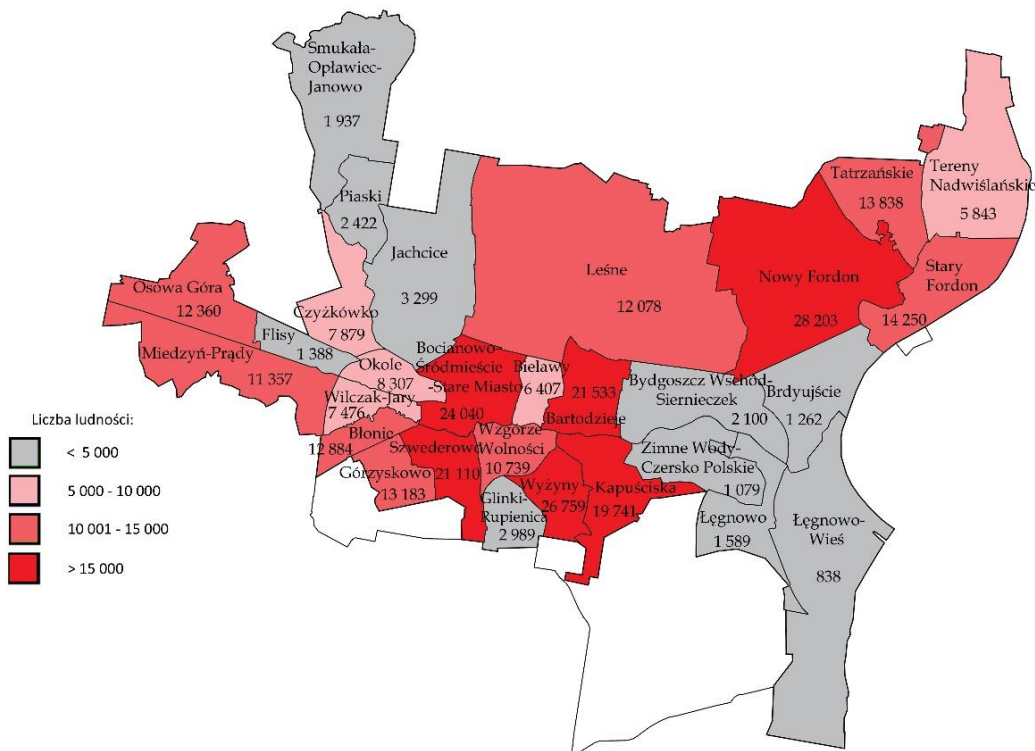 Smukała-
Opławiec-
Janowo
1 937
Piaski
2 422
Jachcice
3 299
Leśne
12 078
Tatrzańskie
13 838
Tereny
Nadwiślańskie
5 843
Nowy Fordon
28 203
Stary
Fordon
14 250
Osowa Góra
12 360
Czyżkówko
7 879
Flisy
1 388
Miedzyń-Prądy
11 357
Okole
8 307
Wilczak-Jary
7 476
Bocianowo-
Śródmieście
-Stare Miasto
24 040
Bielawy
6 407
21 533
Bartodzieje
Bydgoszcz Wschód-
Siernieczek
2 100
Brdyujście
1 262
Błonie
12 884
Szwederowo
21 110
Górzyskowo
13 183
Wzgórze
Wolności
10 739
Glinki-
Rupienica
2 989
Wyżyny
26 759
Kapuściska
19 741
Zimne Wody-
Czersko Polskie
1 079
Łęgnowo
1 589
Łęgnowo-
Wieś
838
Liczba ludności:
< 5 000
5 000 - 10 000
10 001 - 15 000
> 15 000